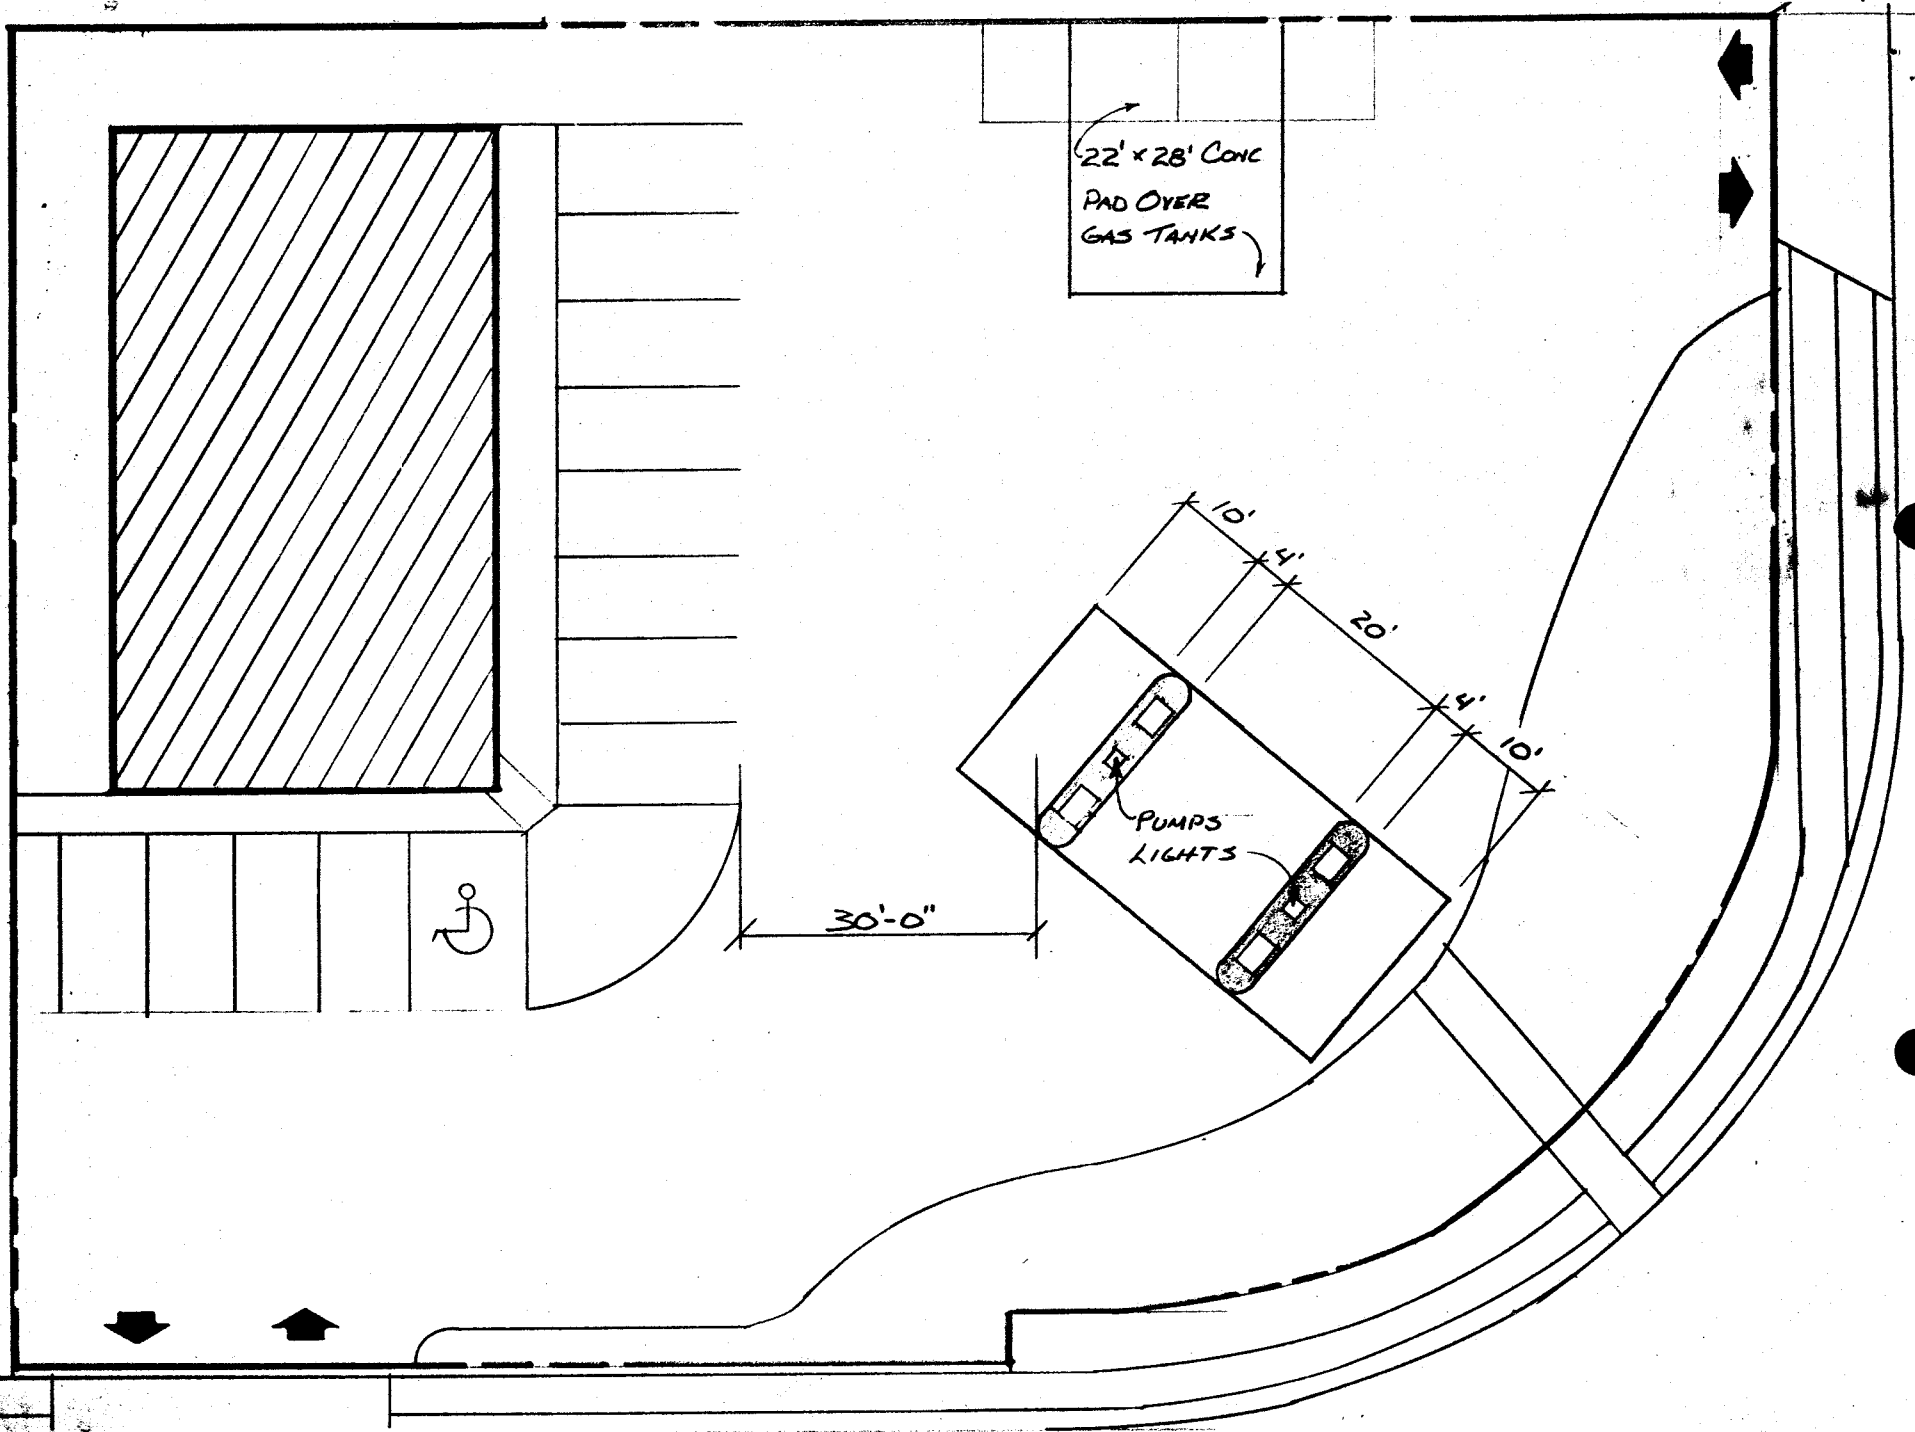 22' x 28' CONC
PAD OVER
GAS TANKS
10'
4'
20'
4'
10'
PUMPS
LIGHTS
30'-0"